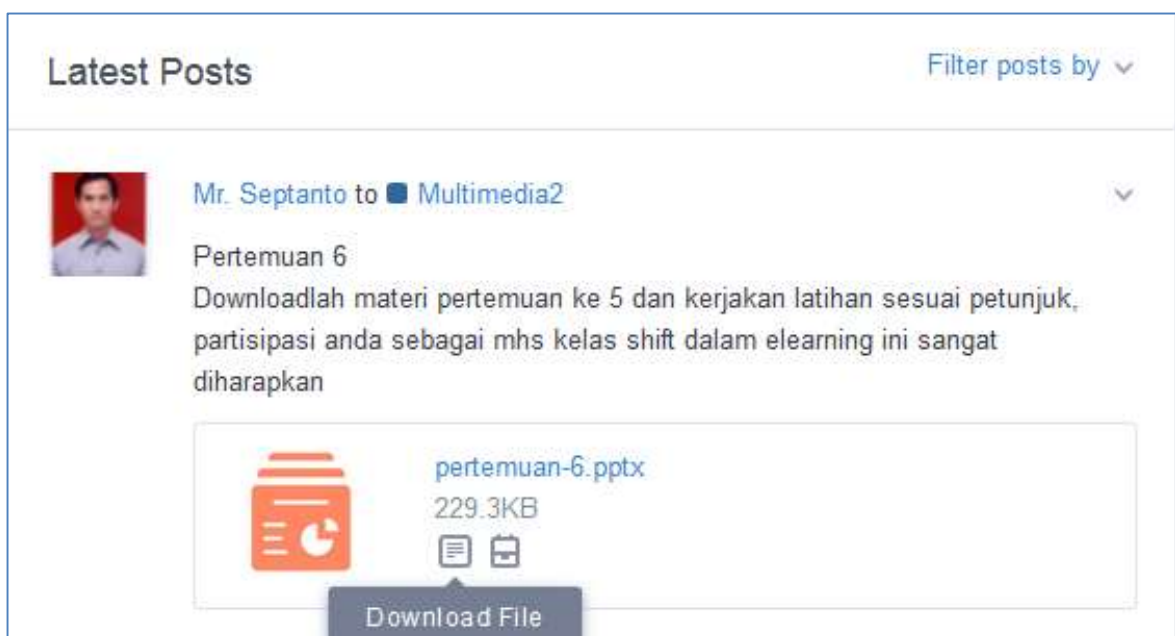 Latest Posts
Filter posts by
Mr. Septanto to Multimedia2
Pertemuan 6
Downloadlah materi pertemuan ke 5 dan kerjakan latihan sesuai petunjuk,
partisipasi anda sebagai mhs kelas shift dalam elearning ini sangat
diharapkan
pertemuan-6.pptx
229.3KB
Download File